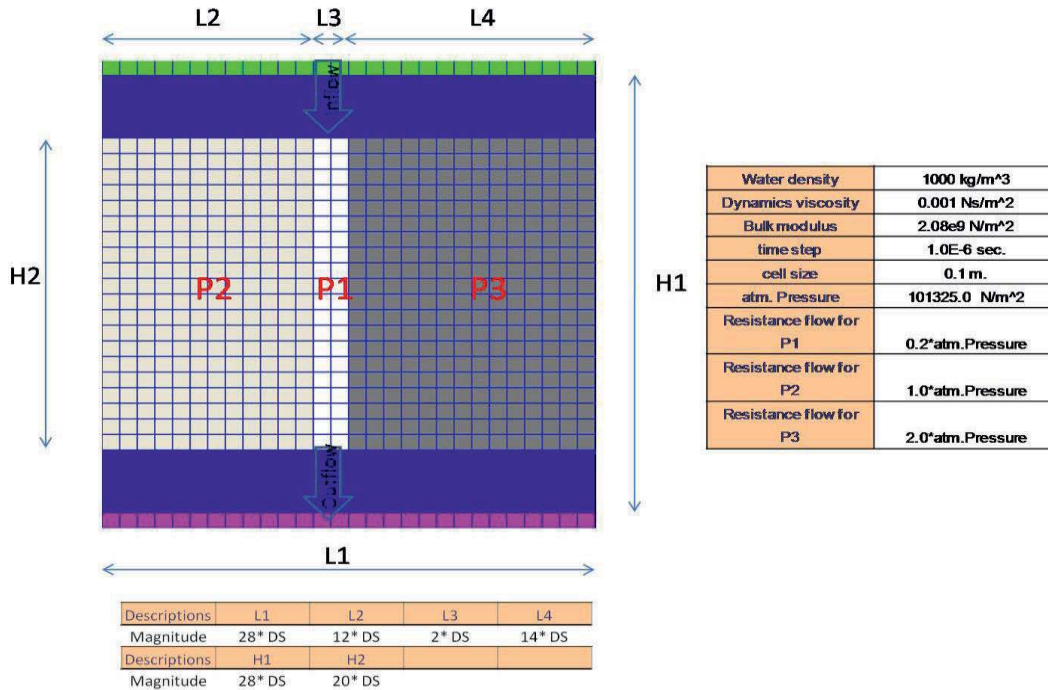 L2 L3 L4
Inflow
H2
P2 P1 P3
H1
Outflow
L1
Water density 1000 kg/m^3
Dynamics viscosity 0.001 Ns/m^2
Bulk modulus 2.08e9 N/m^2
time step 1.0E-6 sec.
cell size 0.1 m.
atm. Pressure 101325.0 N/m^2
Resistance flow for
P1 0.2*atm.Pressure
Resistance flow for
P2 1.0*atm.Pressure
Resistance flow for
P3 2.0*atm.Pressure
Descriptions L1 L2 L3 L4
Magnitude 28* DS 12* DS 2* DS 14* DS
Descriptions H1 H2
Magnitude 28* DS 20* DS